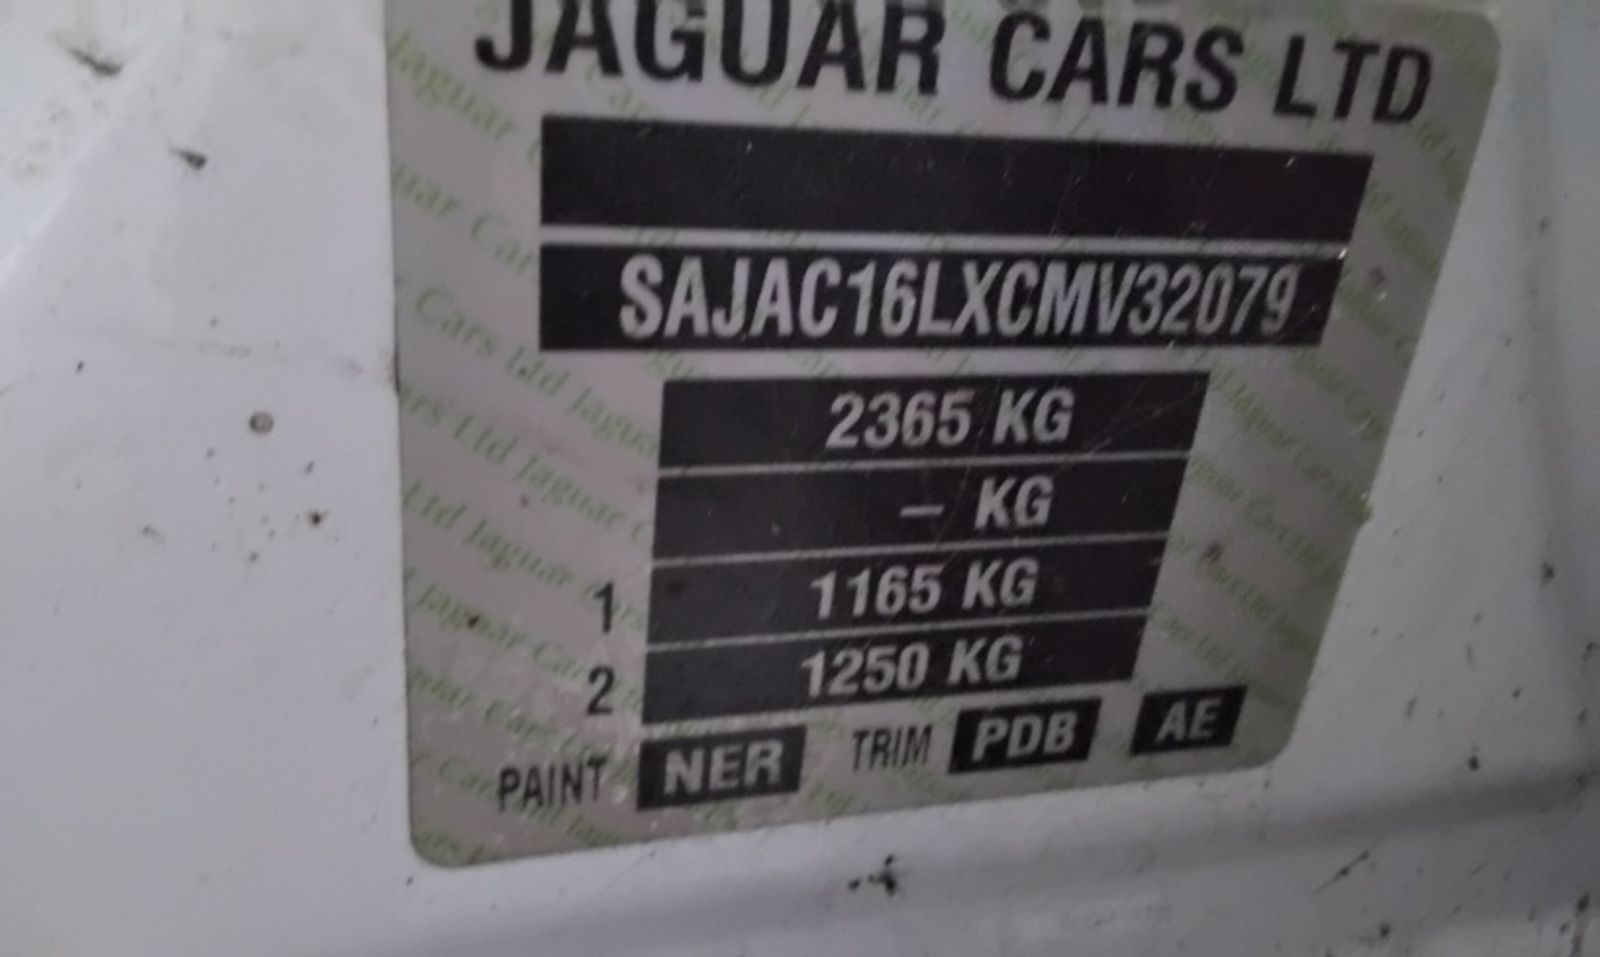 JAGUAR CARS LTD
SAJAC16LXCMV32079
2365 KG
– KG
1 1165 KG
2 1250 KG
PAINT NER TRIM PDB AE